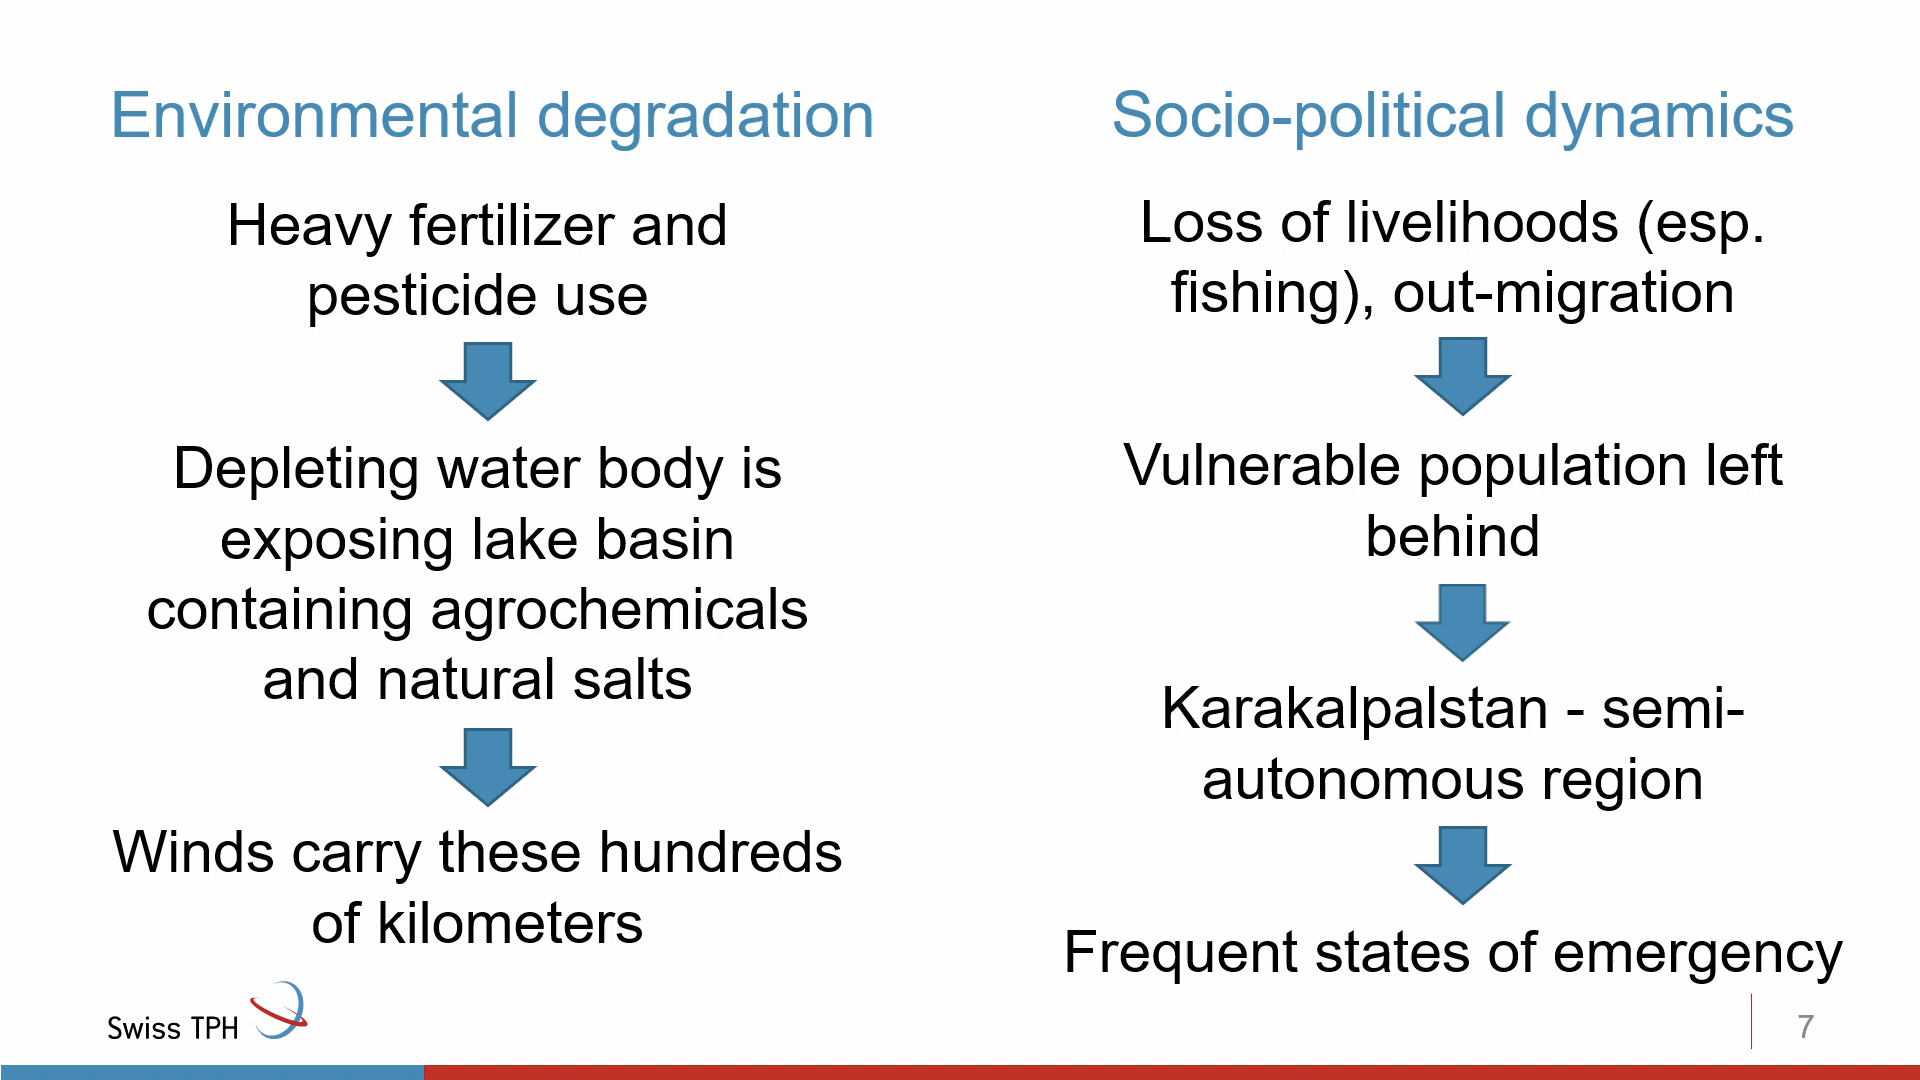 Environmental degradation
Heavy fertilizer and
pesticide use
Depleting water body is
exposing lake basin
containing agrochemicals
and natural salts
Winds carry these hundreds
of kilometers
Socio-political dynamics
Loss of livelihoods (esp.
fishing), out-migration
Vulnerable population left
behind
Karakalpalstan - semi-
autonomous region
Frequent states of emergency
Swiss TPH
7